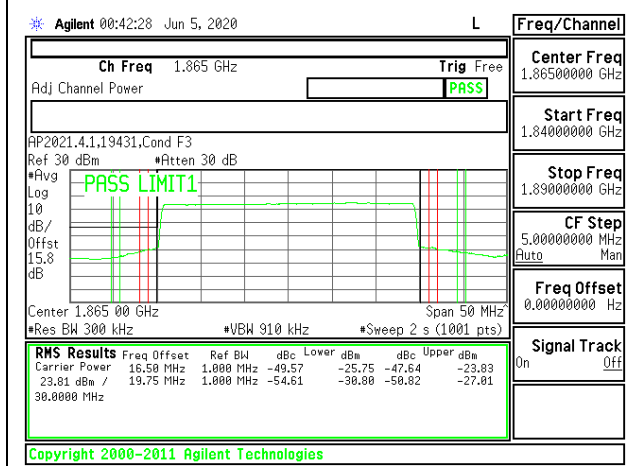 Agilent 00:42:28 Jun 5, 2020 L
Ch Freq 1.865 GHz Trig Free
Adj Channel Power PASS
AP2021.4.1,19431,Cond F3
Ref 30 dBm #Atten 30 dB
#Avg
Log
10
dB/
Offst
15.8
dB
PASS LIMIT1
Center 1.865 00 GHz Span 50 MHz^
#Res BW 300 kHz #VBW 910 kHz #Sweep 2 s (1001 pts)
RMS Results Freq Offset Ref BW dBc Lower dBm dBc Upper dBm
Carrier Power 16.50 MHz 1.000 MHz -49.57 -25.75 -47.64 -23.83
23.81 dBm / 19.75 MHz 1.000 MHz -54.61 -30.80 -50.82 -27.01
30.0000 MHz
Copyright 2000-2011 Agilent Technologies
Freq/Channel
Center Freq
1.86500000 GHz
Start Freq
1.84000000 GHz
Stop Freq
1.89000000 GHz
CF Step
5.00000000 MHz
Auto Man
Freq Offset
0.00000000 Hz
Signal Track
On Off